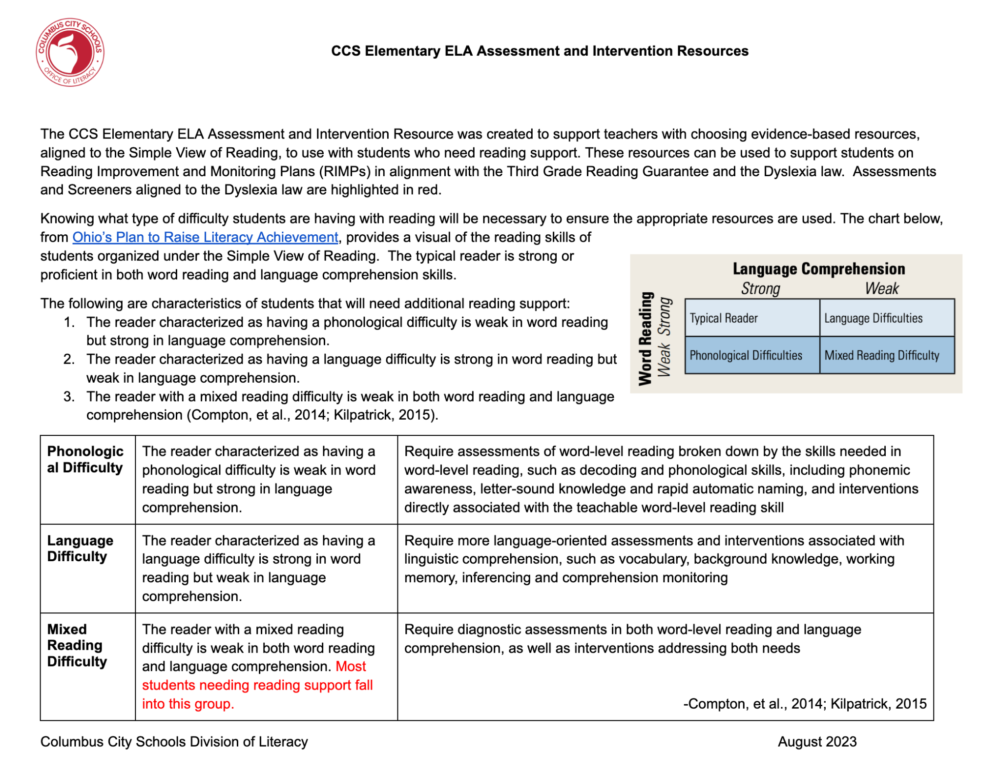 COLUMBUS CITY SCHOOLS
OFFICE OF LITERACY
CCS Elementary ELA Assessment and Intervention Resources
The CCS Elementary ELA Assessment and Intervention Resource was created to support teachers with choosing evidence-based resources,
aligned to the Simple View of Reading, to use with students who need reading support. These resources can be used to support students on
Reading Improvement and Monitoring Plans (RIMPs) in alignment with the Third Grade Reading Guarantee and the Dyslexia law.  Assessments
and Screeners aligned to the Dyslexia law are highlighted in red.
Knowing what type of difficulty students are having with reading will be necessary to ensure the appropriate resources are used. The chart below,
from Ohio’s Plan to Raise Literacy Achievement, provides a visual of the reading skills of
students organized under the Simple View of Reading.  The typical reader is strong or
proficient in both word reading and language comprehension skills.
The following are characteristics of students that will need additional reading support:
1. The reader characterized as having a phonological difficulty is weak in word reading
but strong in language comprehension.
2. The reader characterized as having a language difficulty is strong in word reading but
weak in language comprehension.
3. The reader with a mixed reading difficulty is weak in both word reading and language
comprehension (Compton, et al., 2014; Kilpatrick, 2015).
Language Comprehension
Strong Weak
Word Reading
Weak Strong
Typical Reader Language Difficulties
Phonological Difficulties Mixed Reading Difficulty
Phonologic
al Difficulty
The reader characterized as having a
phonological difficulty is weak in word
reading but strong in language
comprehension.
Require assessments of word-level reading broken down by the skills needed in
word-level reading, such as decoding and phonological skills, including phonemic
awareness, letter-sound knowledge and rapid automatic naming, and interventions
directly associated with the teachable word-level reading skill
Language
Difficulty
The reader characterized as having a
language difficulty is strong in word
reading but weak in language
comprehension.
Require more language-oriented assessments and interventions associated with
linguistic comprehension, such as vocabulary, background knowledge, working
memory, inferencing and comprehension monitoring
Mixed
Reading
Difficulty
The reader with a mixed reading
difficulty is weak in both word reading
and language comprehension. Most
students needing reading support fall
into this group.
Require diagnostic assessments in both word-level reading and language
comprehension, as well as interventions addressing both needs
-Compton, et al., 2014; Kilpatrick, 2015
Columbus City Schools Division of Literacy August 2023